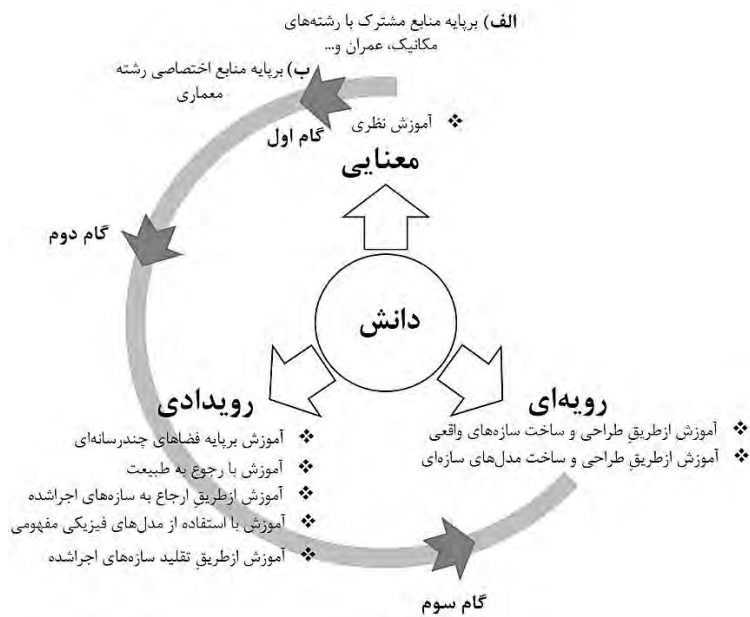 الف) برپایه منابع مشترک با رشته‌های
مکانیک، عمران و...
ب) برپایه منابع اختصاصی رشته
معماری
❖ آموزش نظری
گام اول
معنایی
گام دوم
دانش
رویدادی
❖ آموزش برپایه فضاهای چندرسانه‌ای
❖ آموزش با رجوع به طبیعت
❖ آموزش ازطریقِ ارجاع به سازه‌های اجراشده
❖ آموزش با استفاده از مدل‌های فیزیکی مفهومی
❖ آموزش ازطریقِ تقلید سازه‌های اجراشده
رویه‌ای
❖ آموزش ازطریقِ طراحی و ساخت سازه‌های واقعی
❖ آموزش ازطریقِ طراحی و ساخت مدل‌های سازه‌ای
گام سوم